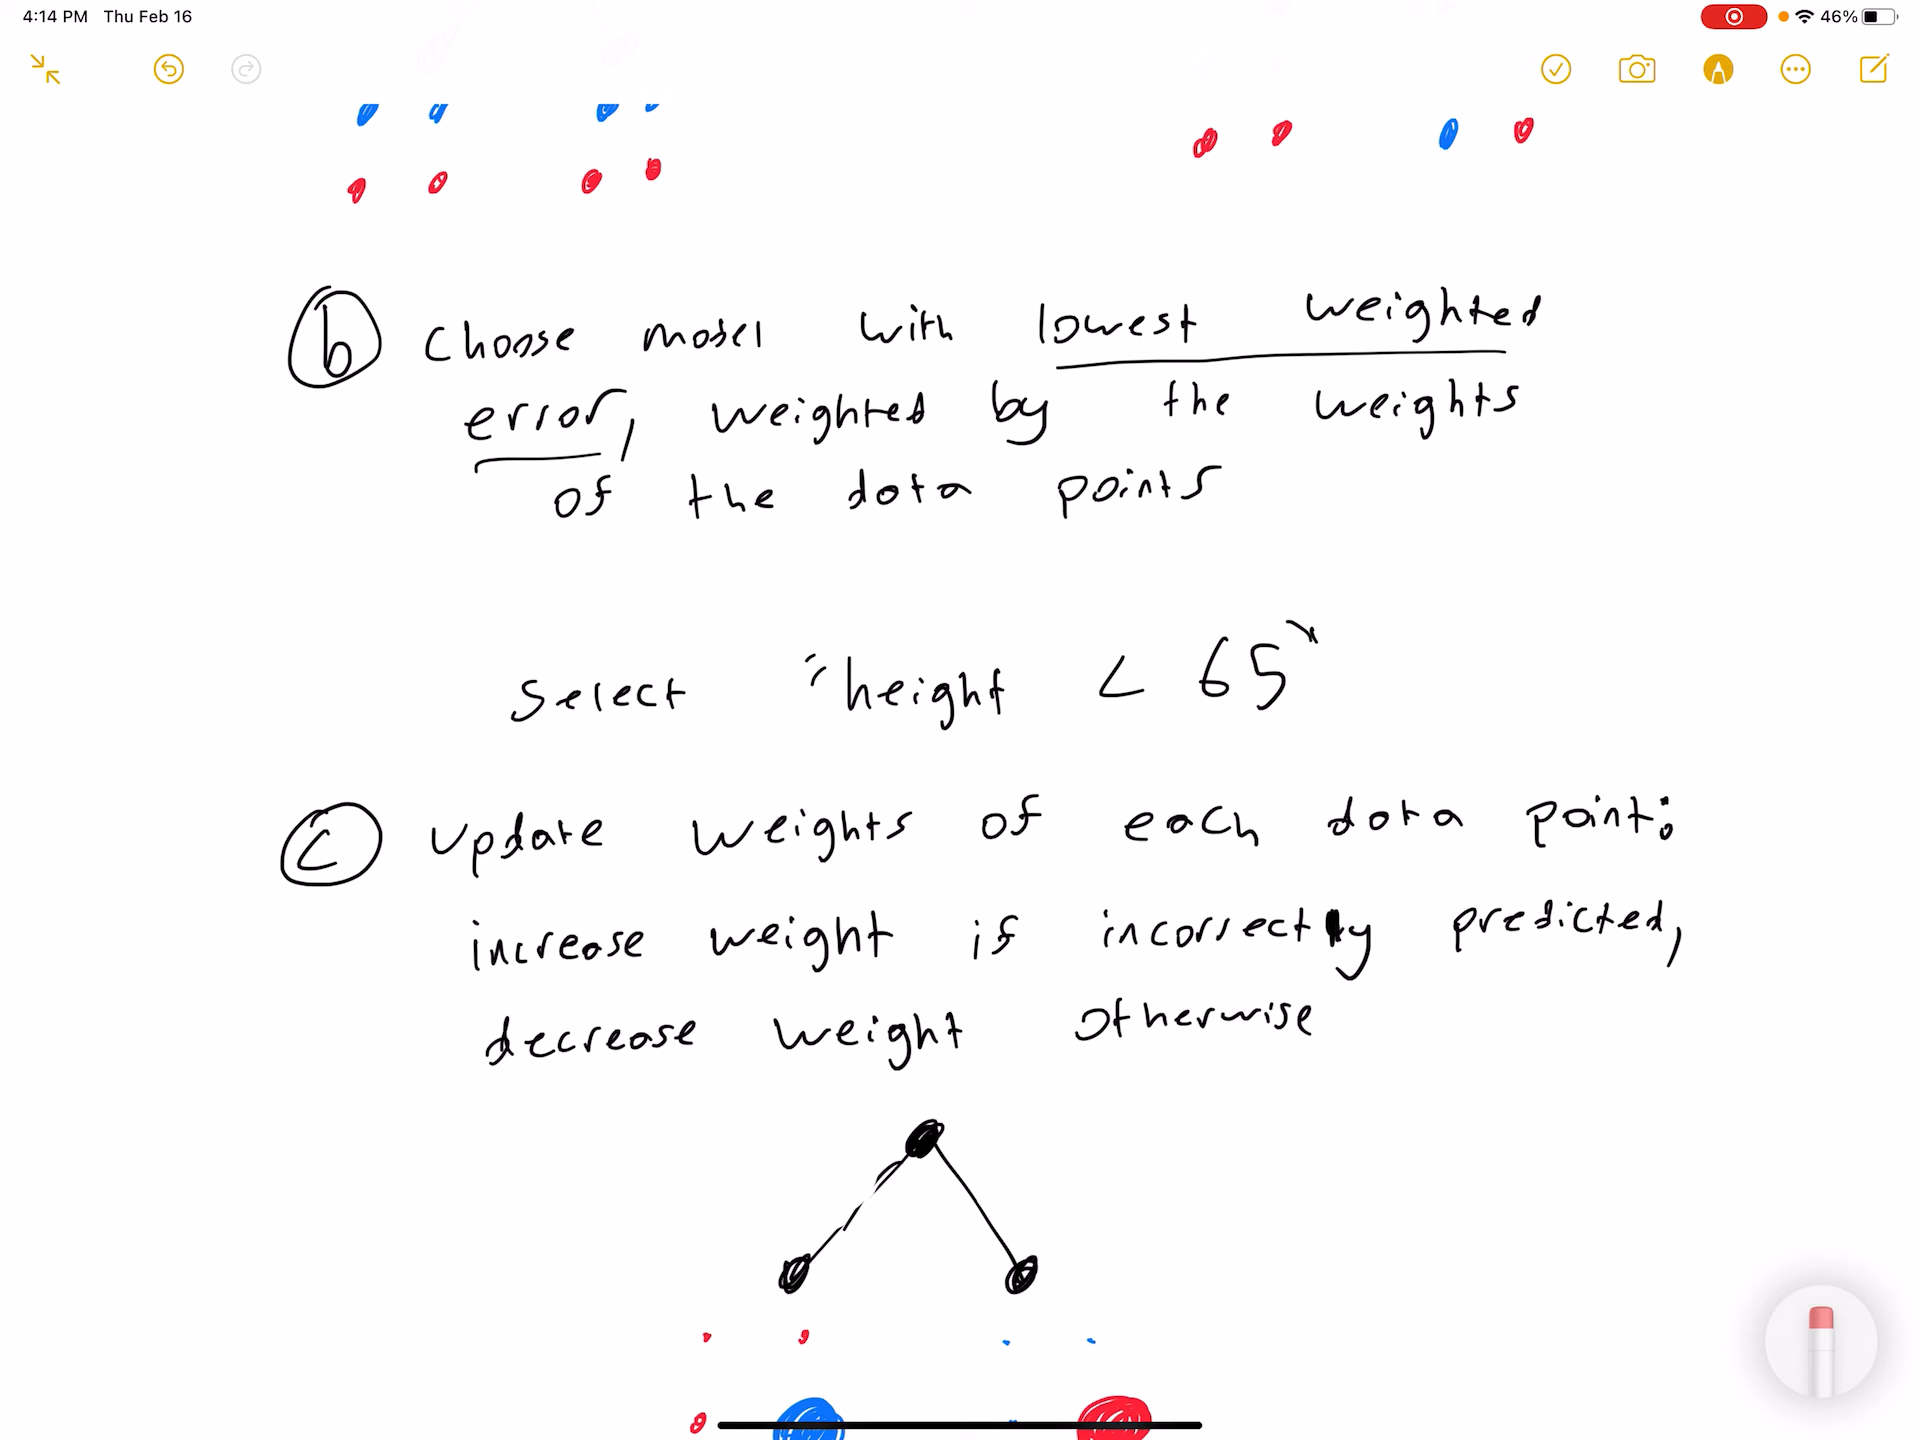 4:14 PM Thu Feb 16
46%
b choose model with lowest weighted
error, weighted by the weights
of the data points
Select "height < 65"
c update weights of each data point:
increase weight if incorrectly predicted,
decrease weight otherwise